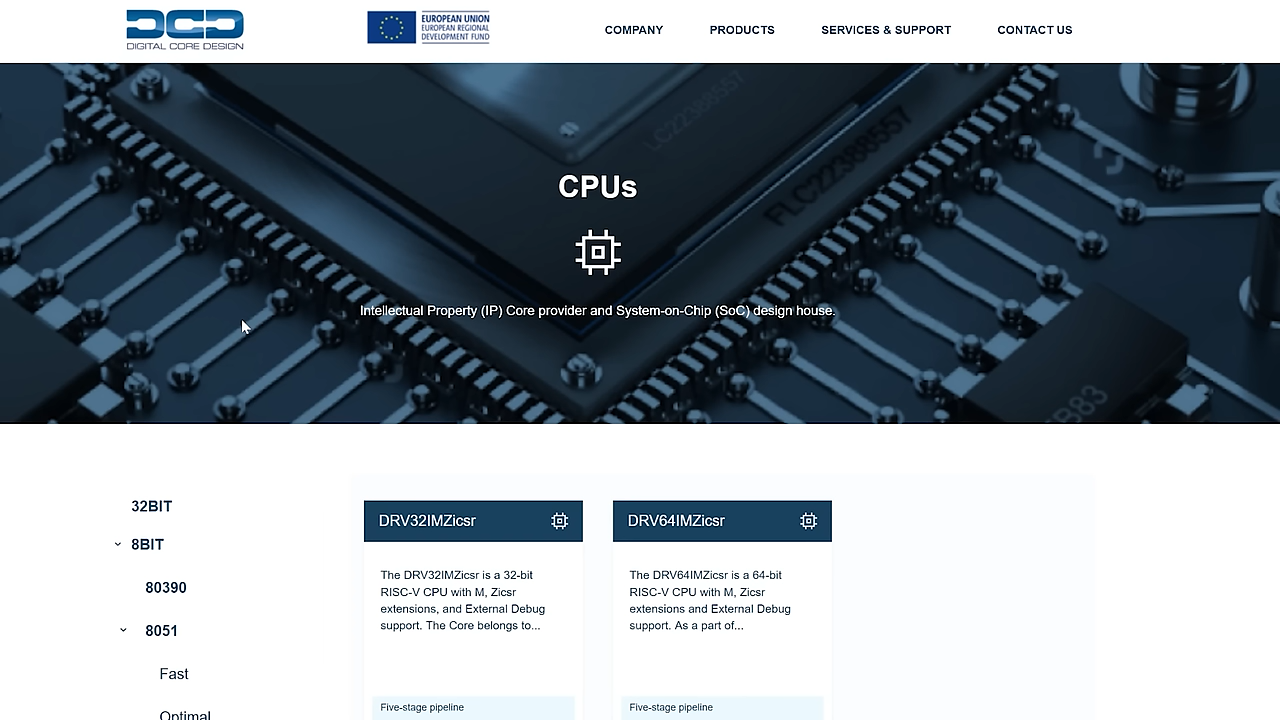 DCD
DIGITAL CORE DESIGN
EUROPEAN UNION
EUROPEAN REGIONAL
DEVELOPMENT FUND
COMPANY
PRODUCTS
SERVICES & SUPPORT
CONTACT US
LC22388557
FLC22388557
CPUs
Intellectual Property (IP) Core provider and System-on-Chip (SoC) design house.
32BIT
8BIT
80390
8051
Fast
Optimal
DRV32IMZicsr
The DRV32IMZicsr is a 32-bit
RISC-V CPU with M, Zicsr
extensions, and External Debug
support. The Core belongs to...
Five-stage pipeline
DRV64IMZicsr
The DRV64IMZicsr is a 64-bit
RISC-V CPU with M, Zicsr
extensions and External Debug
support. As a part of...
Five-stage pipeline